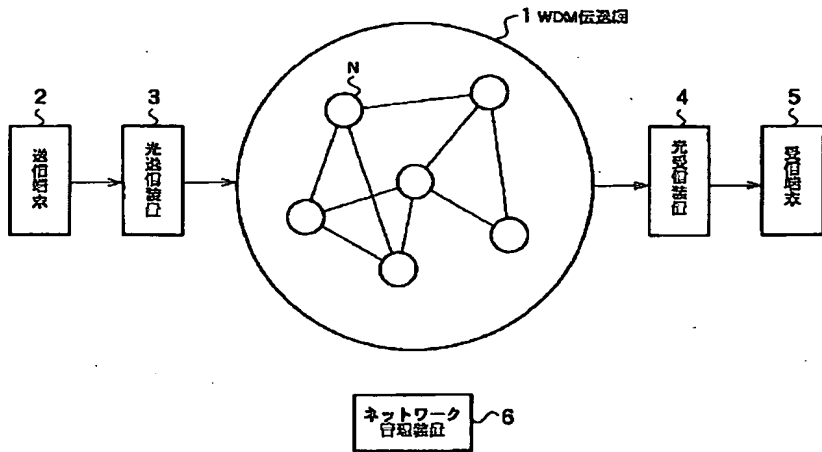 1 WDM伝送網
N
2
送信端末
3
光送信装置
4
光受信装置
5
受信端末
ネットワーク
管理装置
6